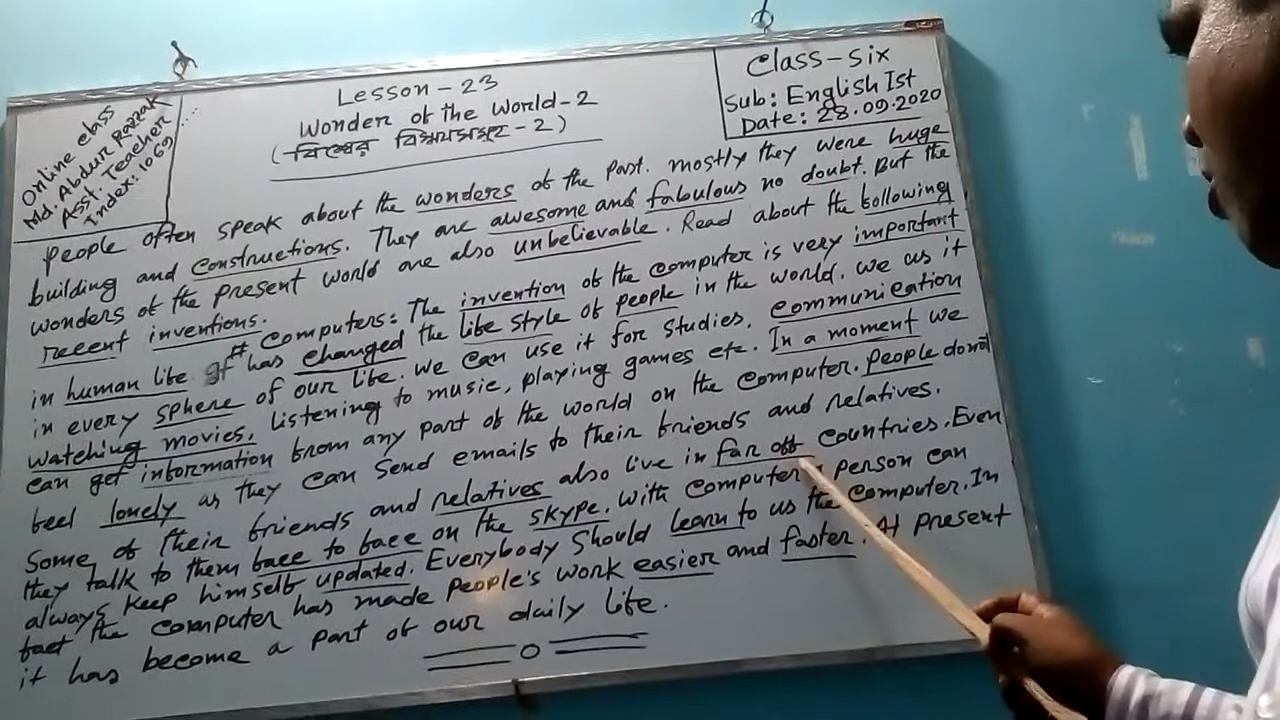 Online class
Md. Abdur Razzak
Asst. Teacher
Index: 1069....
Lesson - 23
Wonder of the World-2
(বিশ্বের বিস্ময়সমূহ - 2)
Class-Six
Sub: English Ist
Date: 28.09.2020
People often speak about the wonders of the past. mostly they were huge
building and constructions. They are awesome and fabulous no doubt. But the
wonders of the present world are also unbelievable. Read about the following
recent inventions.
# Computers: The invention of the computer is very important
in human life has changed the life style of people in the world. we us it
in every sphere of our life. we can use it for studies, communication
watching movies, listening to music, playing games etc. In a moment we
can get information from any part of the world on the computer. People donot
feel lonely as they can send emails to their friends and relatives.
Some of their friends and relatives also live in far off countries. Even
they talk to them face to face on the skype. with computer person can
always keep himself updated. Everybody should learn to us the computer. In
fact the computer has made people's work easier and faster. At present
it has become a part of our daily life.